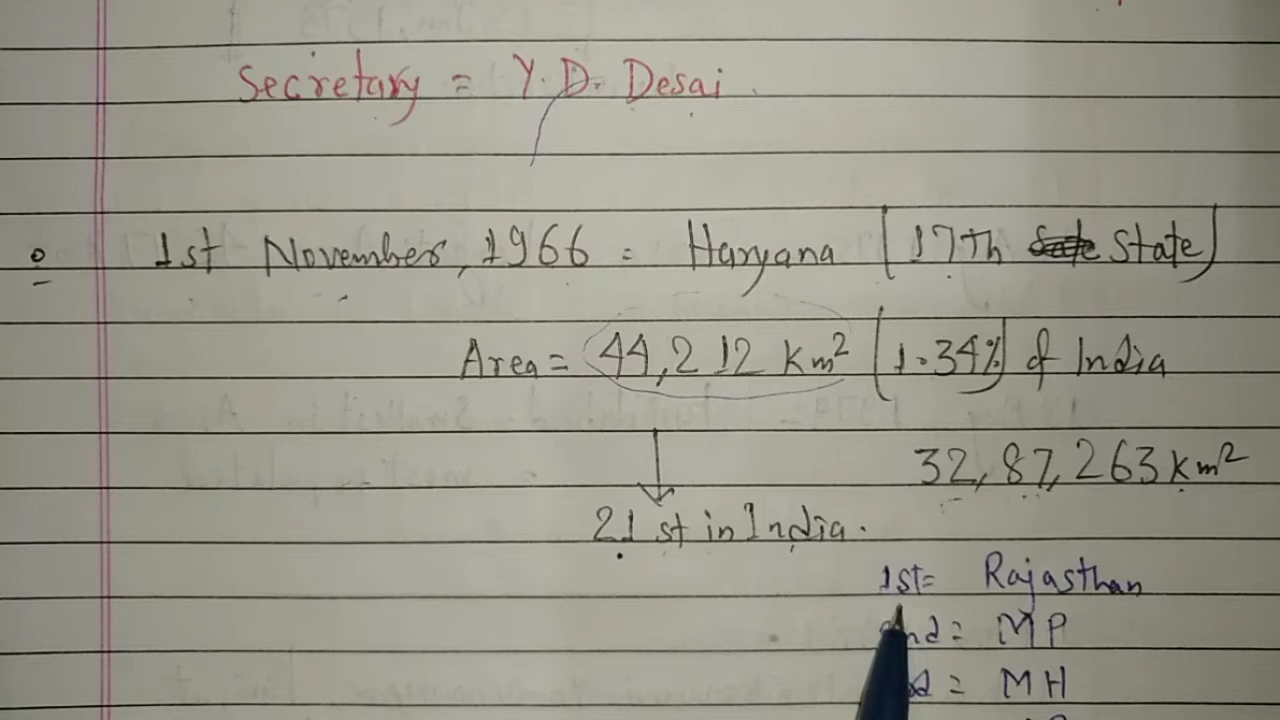 Secretary = Y. D. Desai.
1st November, 1966 = Haryana [17Th State]
Area = 44,212 Km² [1.34%] of India
32,87,263 Km²
21st in India.
1st = Rajasthan
= MP
= MH